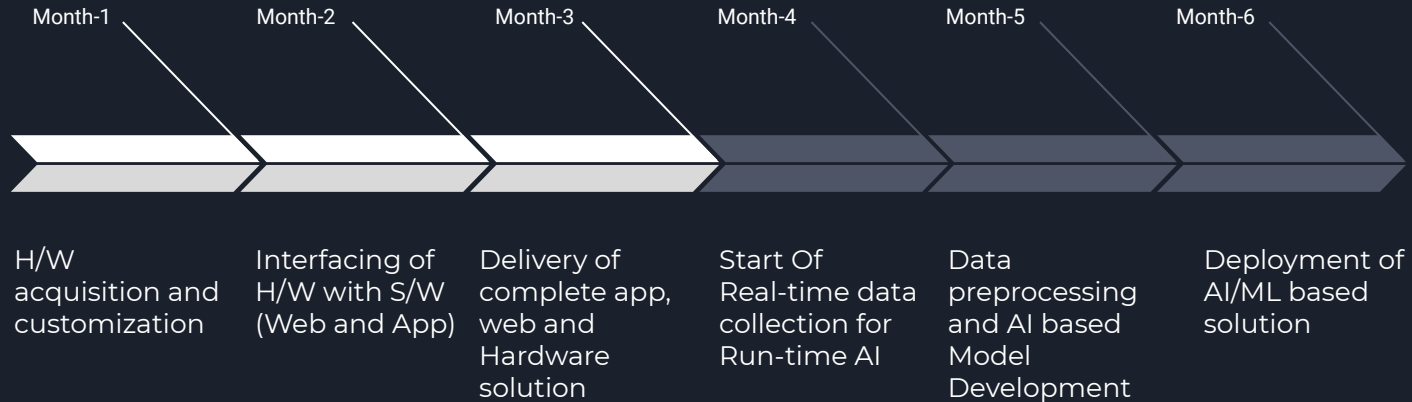 Month-1
Month-2
Month-3
Month-4
Month-5
Month-6
H/W
acquisition and
customization
Interfacing of
H/W with S/W
(Web and App)
Delivery of
complete app,
web and
Hardware
solution
Start Of
Real-time data
collection for
Run-time AI
Data
preprocessing
and AI based
Model
Development
Deployment of
AI/ML based
solution